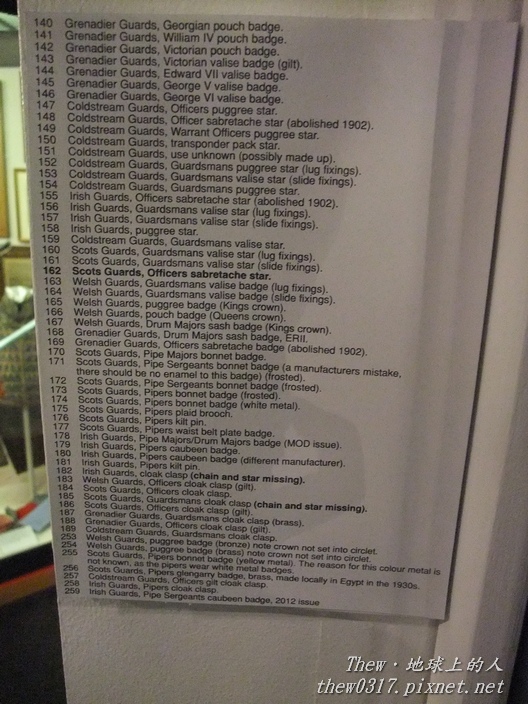 140 Grenadier Guards, Georgian pouch badge.
141 Grenadier Guards, William IV pouch badge.
142 Grenadier Guards, Victorian pouch badge.
143 Grenadier Guards, Victorian valise badge (gilt).
144 Grenadier Guards, Edward VII valise badge.
145 Grenadier Guards, George V valise badge.
146 Grenadier Guards, George VI valise badge.
147 Coldstream Guards, Officers puggree star.
148 Coldstream Guards, Officer sabretache star (abolished 1902).
149 Coldstream Guards, Warrant Officers puggree star.
150 Coldstream Guards, transponder pack star.
151 Coldstream Guards, use unknown (possibly made up).
152 Coldstream Guards, Guardsmans puggree star (lug fixings).
153 Coldstream Guards, Guardsmans valise star (slide fixings).
154 Coldstream Guards, Guardsmans puggree star.
155 Irish Guards, Officers sabretache star (abolished 1902).
156 Irish Guards, Guardsmans valise star (lug fixings).
157 Irish Guards, Guardsmans valise star (slide fixings).
158 Irish Guards, puggree star.
159 Coldstream Guards, Guardsmans valise star.
160 Scots Guards, Guardsmans valise star (lug fixings).
161 Scots Guards, Guardsmans valise star (slide fixings).
162 Scots Guards, Officers sabretache star.
163 Welsh Guards, Guardsmans valise badge (lug fixings).
164 Welsh Guards, Guardsmans valise badge (slide fixings).
165 Welsh Guards, puggree badge (Kings crown).
166 Welsh Guards, pouch badge (Queens crown).
167 Welsh Guards, Drum Majors sash badge (Kings crown).
168 Grenadier Guards, Drum Majors sash badge, ERII.
169 Grenadier Guards, Officers sabretache badge (abolished 1902).
170 Scots Guards, Pipe Majors bonnet badge.
171 Scots Guards, Pipe Sergeants bonnet badge (a manufacturers mistake,
there should be no enamel to this badge) (frosted).
172 Scots Guards, Pipe Sergeants bonnet badge (frosted).
173 Scots Guards, Pipers bonnet badge (frosted).
174 Scots Guards, Pipers bonnet badge (white metal).
175 Scots Guards, Pipers plaid brooch.
176 Scots Guards, Pipers kilt pin.
177 Scots Guards, Pipers waist belt plate badge.
178 Irish Guards, Pipe Majors/Drum Majors badge (MOD issue).
179 Irish Guards, Pipers caubeen badge.
180 Irish Guards, Pipers caubeen badge (different manufacturer).
181 Irish Guards, Pipers kilt pin.
182 Irish Guards, cloak clasp (chain and star missing).
183 Welsh Guards, Officers cloak clasp (gilt).
184 Scots Guards, Officers cloak clasp.
185 Scots Guards, Guardsmans cloak clasp (chain and star missing).
186 Scots Guards, Officers cloak clasp (gilt).
187 Grenadier Guards, Guardsmans cloak clasp (brass).
188 Grenadier Guards, Officers cloak clasp (gilt).
189 Coldstream Guards, Guardsmans cloak clasp.
253 Welsh Guards, puggree badge (bronze) note crown not set into circlet.
254 Welsh Guards, puggree badge (brass) note crown not set into circlet.
255 Scots Guards, Pipers bonnet badge (yellow metal). The reason for this colour metal is
not known, as the pipers wear white metal badges.
256 Scots Guards, Pipers glengarry badge, brass, made locally in Egypt in the 1930s.
257 Coldstream Guards, Officers gilt cloak clasp.
258 Irish Guards, Pipers cloak clasp.
259 Irish Guards, Pipe Sergeants caubeen badge, 2012 issue
Thew·地球上的人
thew0317.pixnet.net